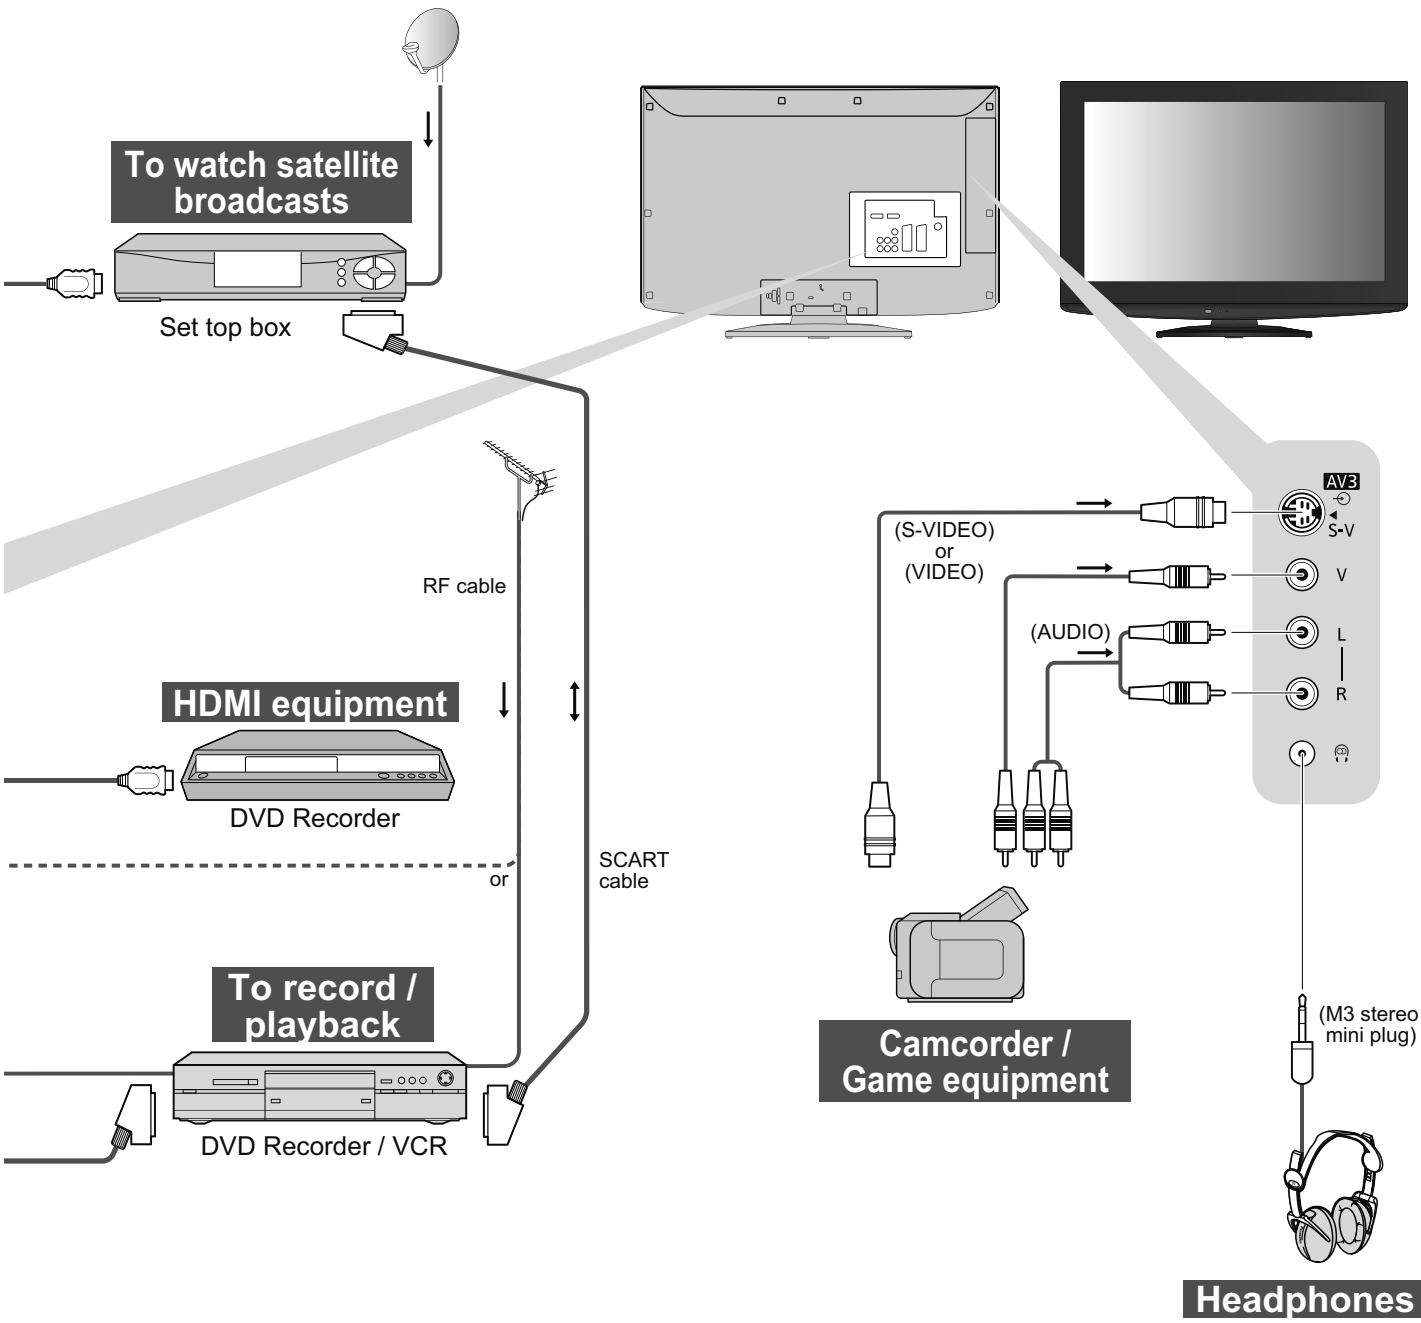 To watch satellite
broadcasts
Set top box
RF cable
HDMI equipment
DVD Recorder
or
SCART
cable
To record /
playback
DVD Recorder / VCR
AV3
S-V
(S-VIDEO)
or
(VIDEO)
V
(AUDIO)
L
R
Camcorder /
Game equipment
(M3 stereo
mini plug)
Headphones